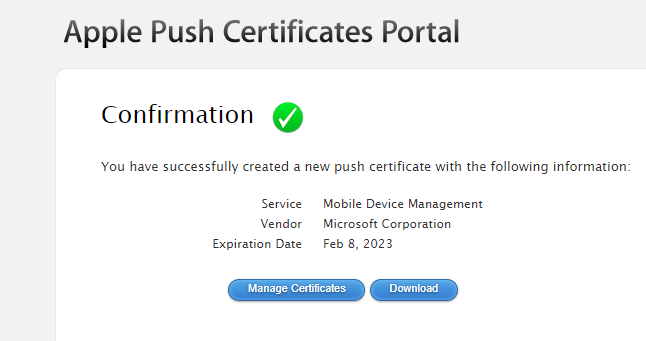 Apple Push Certificates Portal
Confirmation
You have successfully created a new push certificate with the following information:
Service Mobile Device Management
Vendor Microsoft Corporation
Expiration Date Feb 8, 2023
Manage Certificates Download